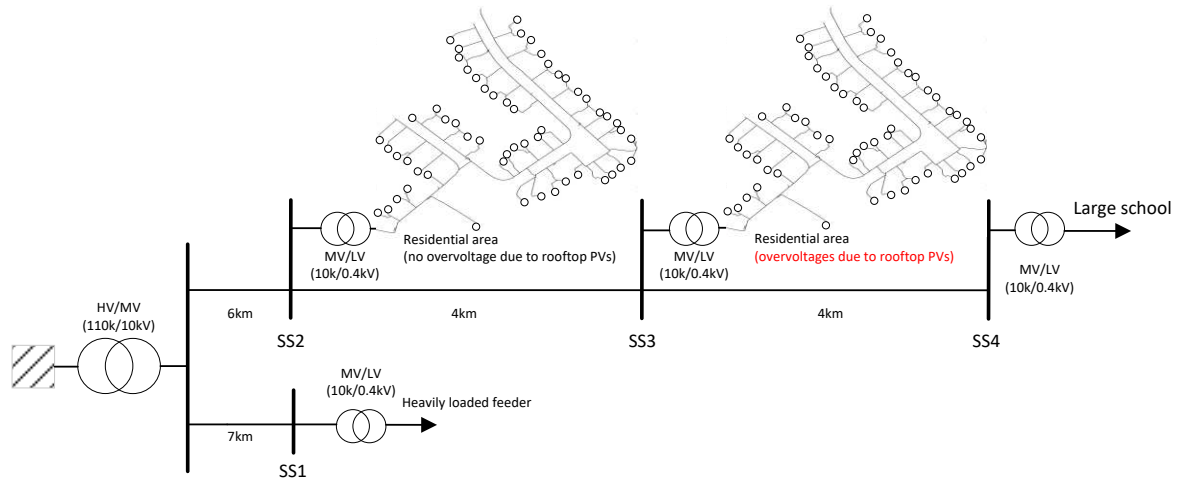 Large school
Residential area
(no overvoltage due to rooftop PVs)
Residential area
(overvoltages due to rooftop PVs)
MV/LV
(10k/0.4kV)
MV/LV
(10k/0.4kV)
MV/LV
(10k/0.4kV)
HV/MV
(110k/10kV)
6km
4km
4km
SS2
SS3
SS4
MV/LV
(10k/0.4kV)
Heavily loaded feeder
7km
SS1